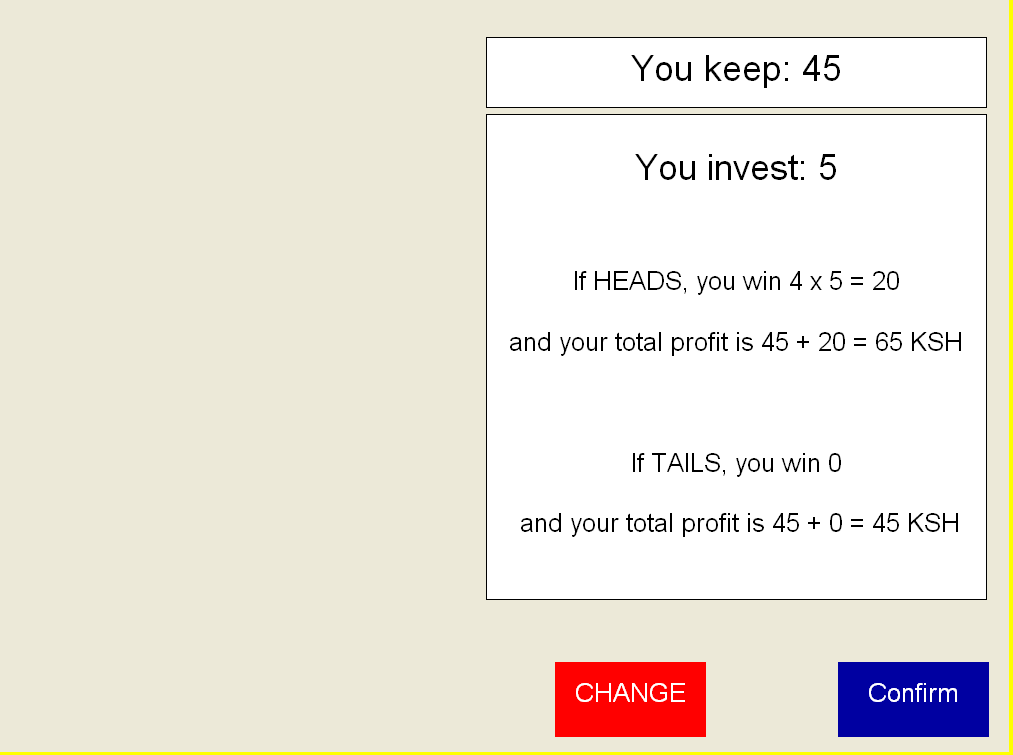 You keep: 45
You invest: 5
If HEADS, you win 4 x 5 = 20
and your total profit is 45 + 20 = 65 KSH
If TAILS, you win 0
and your total profit is 45 + 0 = 45 KSH
CHANGE
Confirm